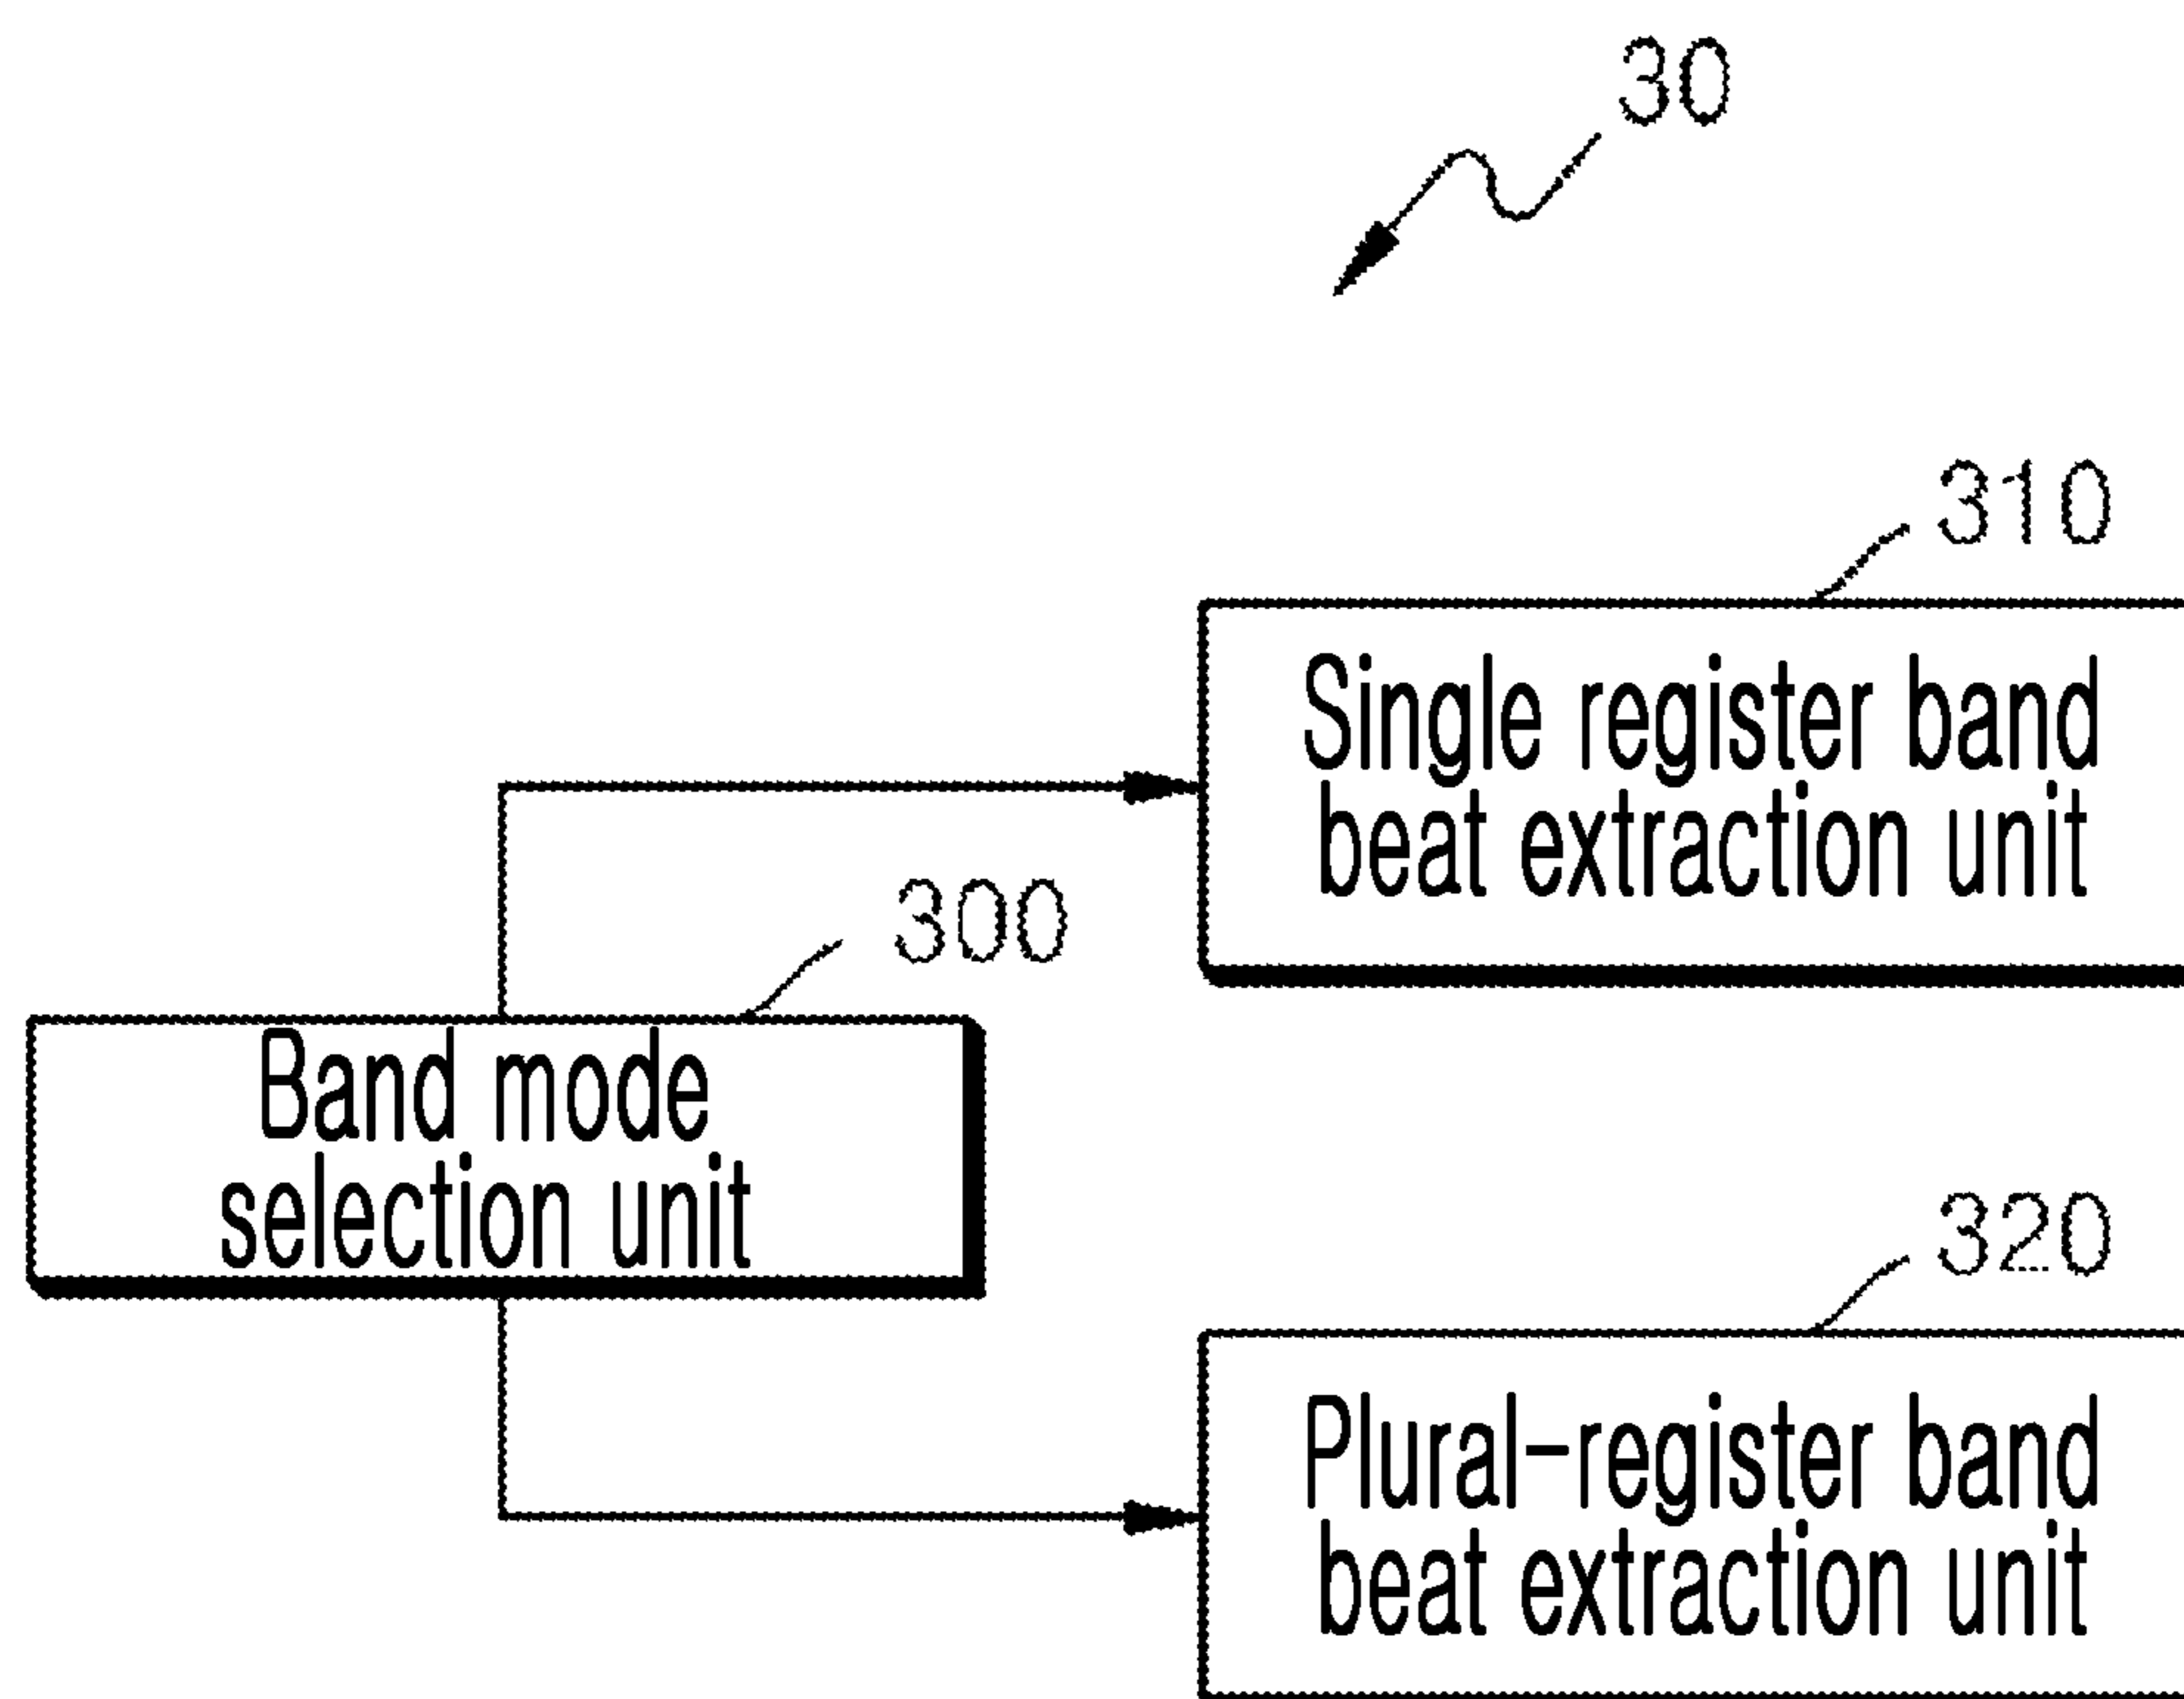 30
310
Single register band
beat extraction unit
300
Band mode
selection unit
320
Plural-register band
beat extraction unit